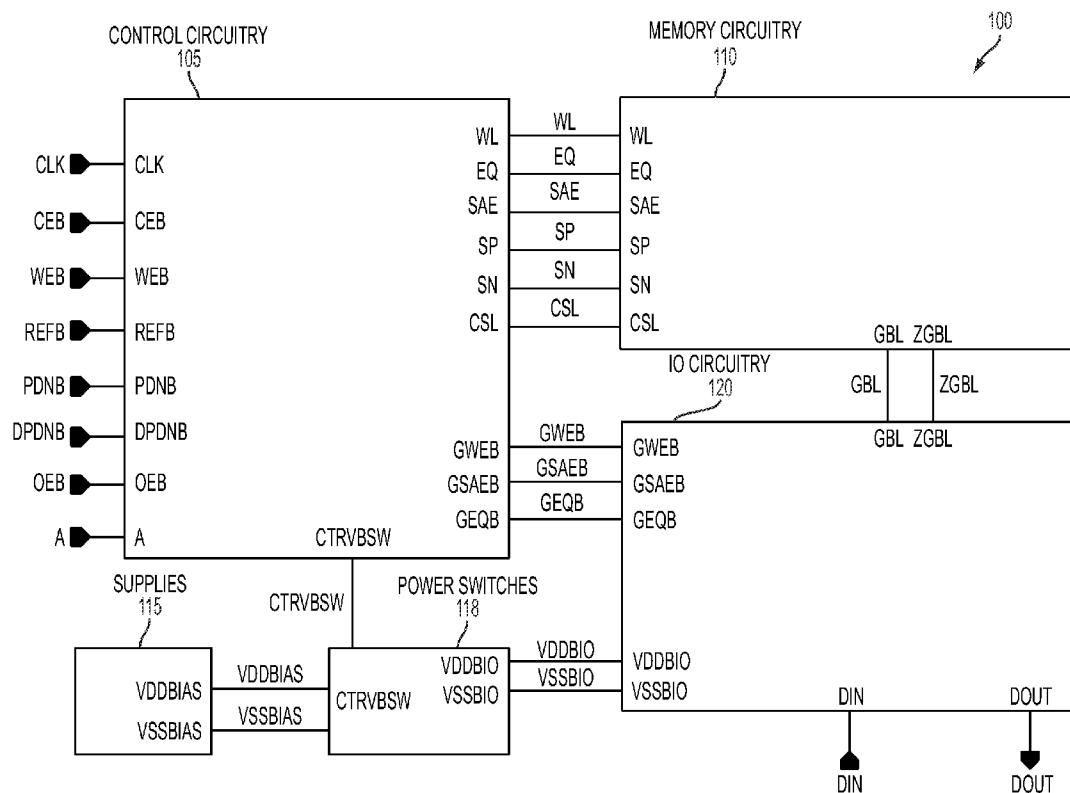 100
CONTROL CIRCUITRY
105
MEMORY CIRCUITRY
110
CLK CLK
CEB CEB
WEB WEB
REFB REFB
PDNB PDNB
DPDNB DPDNB
OEB OEB
A A
WL WL WL
EQ EQ EQ
SAE SAE SAE
SP SP SP
SN SN SN
CSL CSL CSL
GBL ZGBL
GBL ZGBL
GBL ZGBL
IO CIRCUITRY
120
GWEB GWEB GWEB
GSAEB GSAEB GSAEB
GEQB GEQB GEQB
CTRVBSW
CTRVBSW
SUPPLIES
115
POWER SWITCHES
118
VDDBIAS VDDBIAS
VSSBIAS VSSBIAS
CTRVBSW
VDDBIO VDDBIO VDDBIO
VSSBIO VSSBIO VSSBIO
DIN DOUT
DIN DOUT